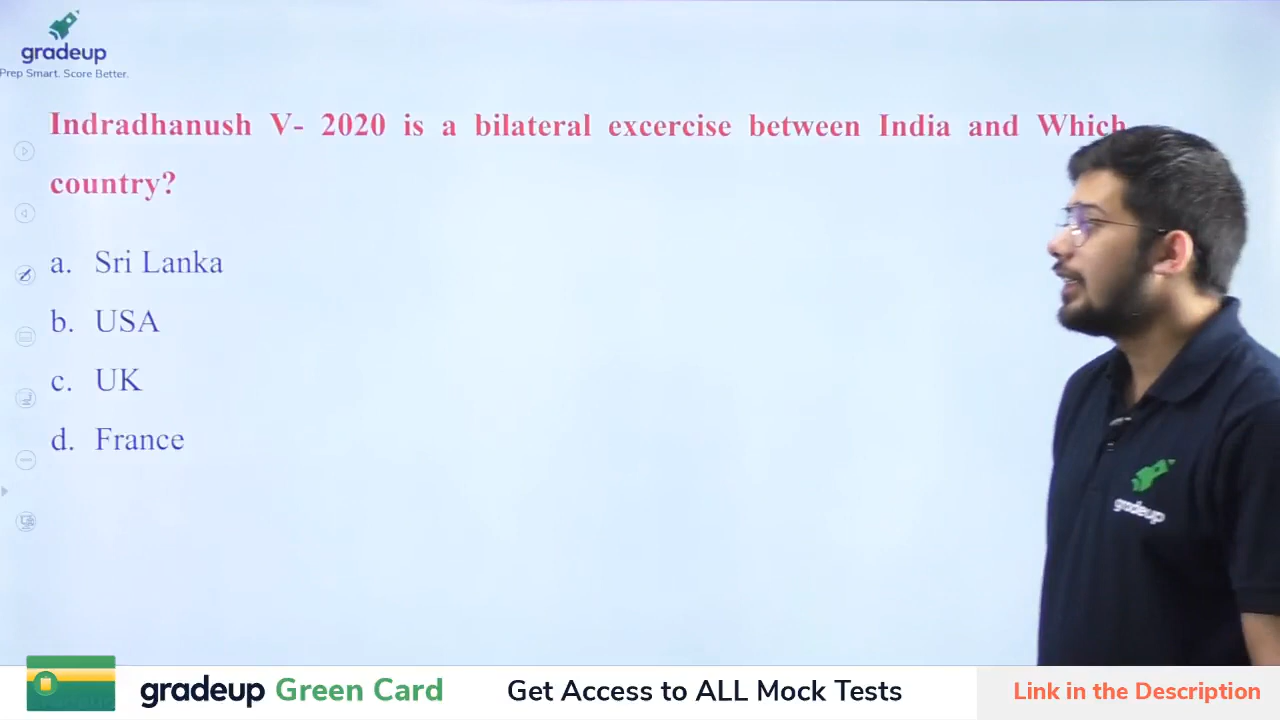 gradeup
Prep Smart. Score Better.
Indradhanush V- 2020 is a bilateral excercise between India and Which
country?
a. Sri Lanka
b. USA
c. UK
d. France
gradeup
gradeup Green Card
Get Access to ALL Mock Tests
Link in the Description